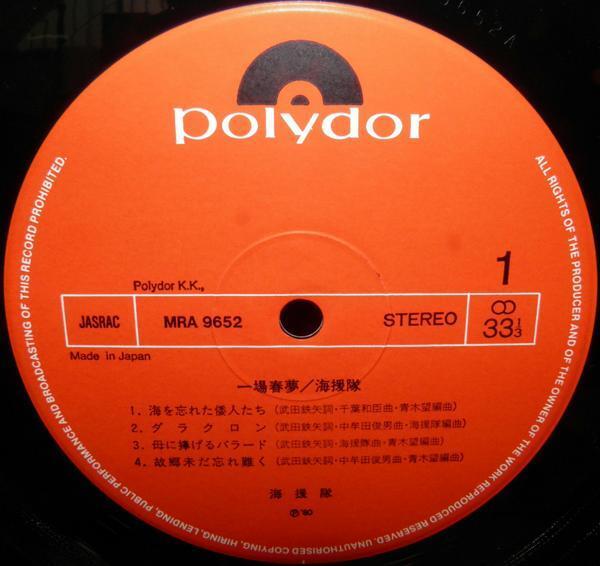 polydor
ALL RIGHTS OF THE PRODUCER AND OF THE OWNER OF THE WORK REPRODUCED RESERVED. UNAUTHORISED COPYING, HIRING, LENDING, PUBLIC PERFORMANCE AND BROADCASTING OF THIS RECORD PROHIBITED.
1
Polydor K.K.,
JASRAC MRA 9652 STEREO 33 1/3
Made in Japan
一場春夢/海援隊
1. 海を忘れた倭人たち (武田鉄矢詞・千葉和臣曲・青木望編曲)
2. ダラクロン (武田鉄矢詞・中牟田俊男曲・海援隊編曲)
3. 母に捧げるバラード (武田鉄矢詞・海援隊曲・青木望編曲)
4. 故郷未だ忘れ難く (武田鉄矢詞・中牟田俊男曲・青木望編曲)
海援隊
℗'80